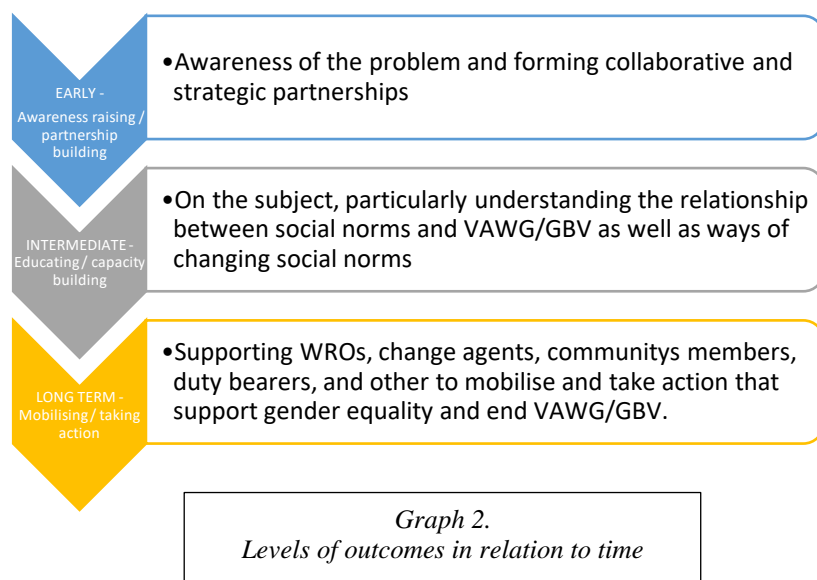 EARLY -
Awareness raising /
partnership
building
•Awareness of the problem and forming collaborative and
strategic partnerships
INTERMEDIATE -
Educating / capacity
building
•On the subject, particularly understanding the relationship
between social norms and VAWG/GBV as well as ways of
changing social norms
LONG TERM -
Mobilising / taking
action
•Supporting WROs, change agents, communitys members,
duty bearers, and other to mobilise and take action that
support gender equality and end VAWG/GBV.
Graph 2.
Levels of outcomes in relation to time